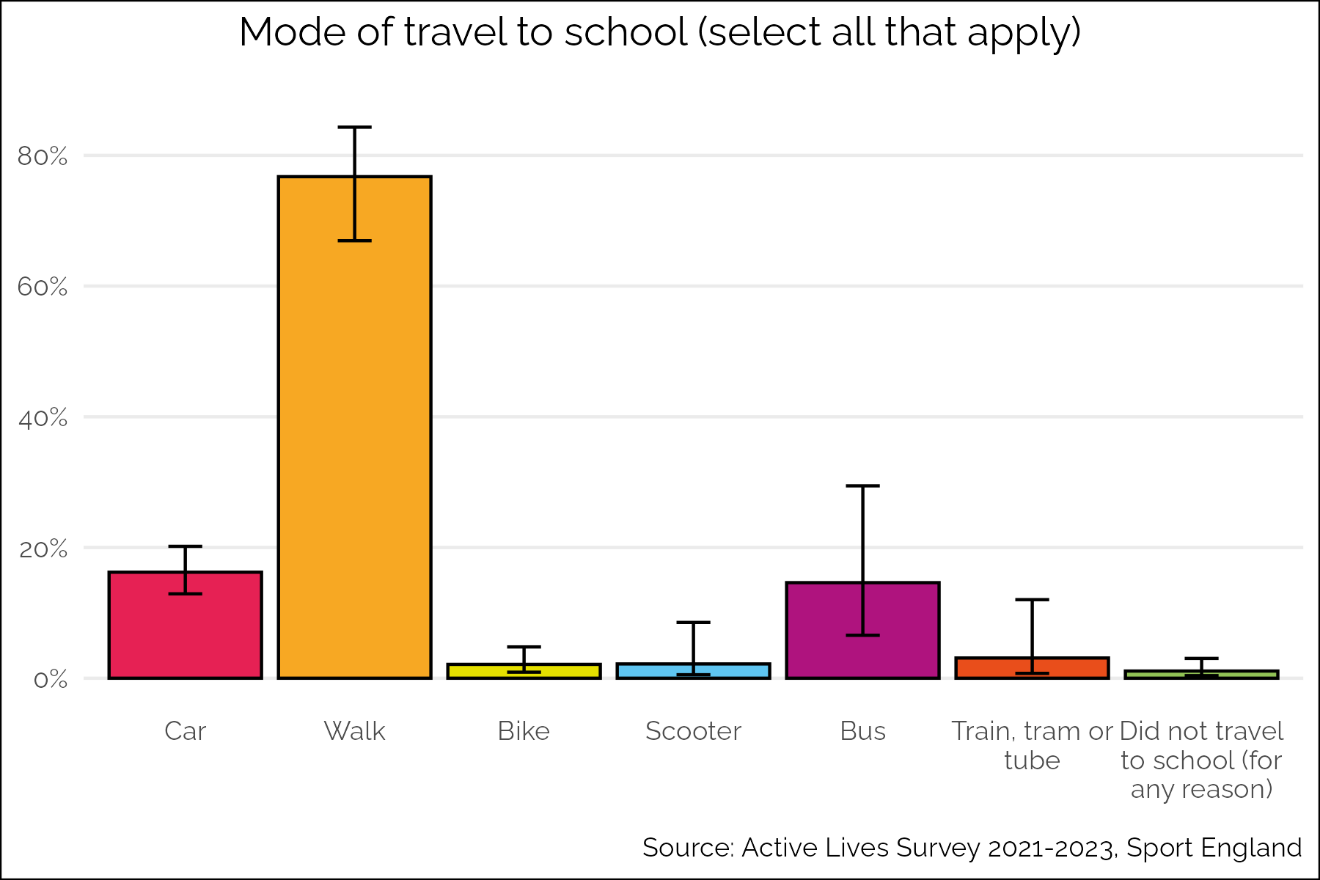 Mode of travel to school (select all that apply)
80%
60%
40%
20%
0%
Car
Walk
Bike
Scooter
Bus
Train, tram or
tube
Did not travel
to school (for
any reason)
Source: Active Lives Survey 2021-2023, Sport England